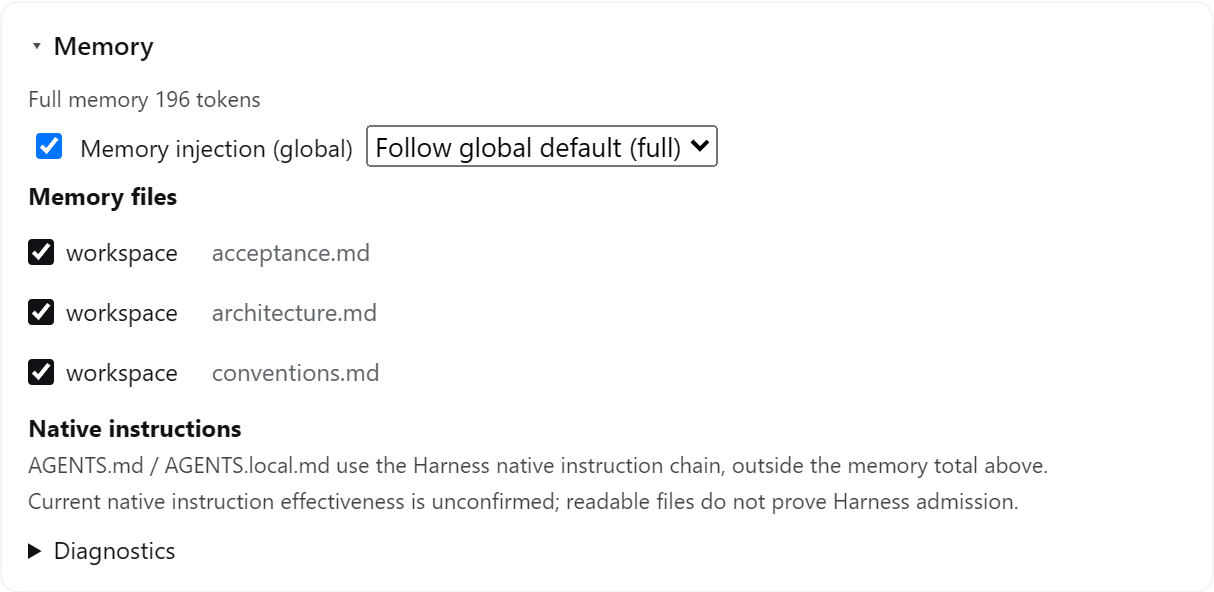 Memory
Full memory 196 tokens
Memory injection (global) Follow global default (full)
Memory files
workspace acceptance.md
workspace architecture.md
workspace conventions.md
Native instructions
AGENTS.md / AGENTS.local.md use the Harness native instruction chain, outside the memory total above.
Current native instruction effectiveness is unconfirmed; readable files do not prove Harness admission.
Diagnostics